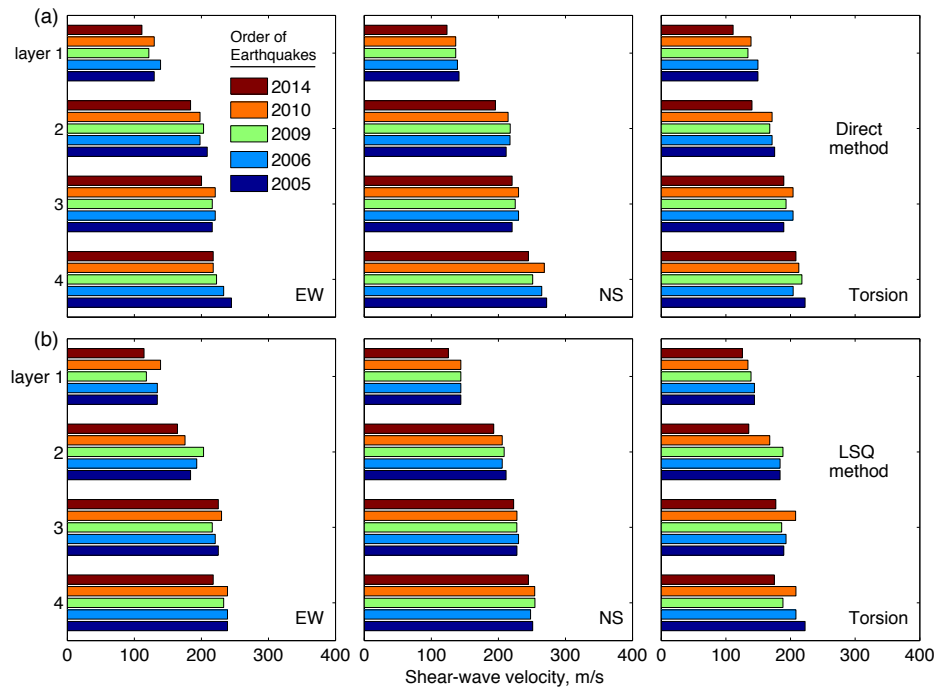 (a)
layer 1
2
3
4
Order of
Earthquakes
2014
2010
2009
2006
2005
EW
NS
Direct
method
Torsion
(b)
layer 1
2
3
4
EW
NS
LSQ
method
Torsion
0 100 200 300 400 0 100 200 300 400 0 100 200 300 400
Shear-wave velocity, m/s